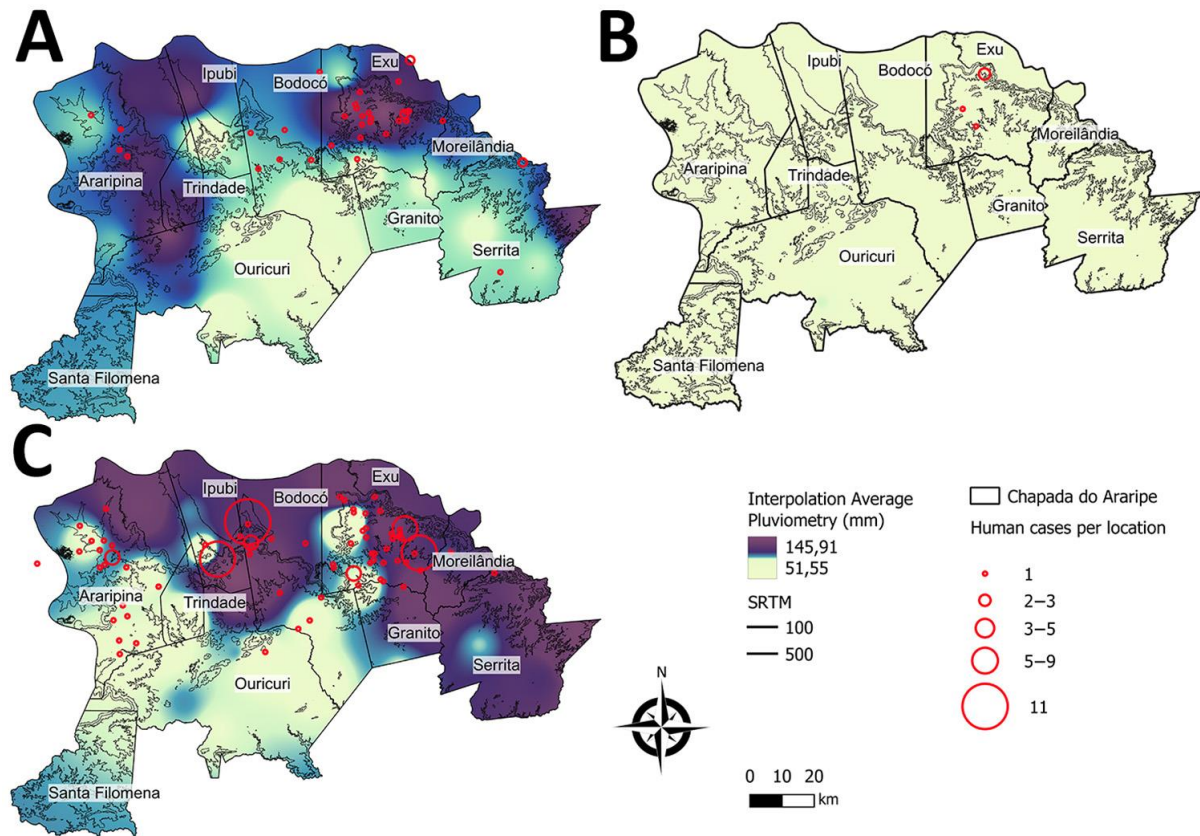 A
Ipubi
Bodocó
Exu
Moreilândia
Araripina
Trindade
Granito
Serrita
Ouricuri
Santa Filomena
B
Exu
Ipubi
Bodocó
Moreilândia
Araripina
Trindade
Granito
Serrita
Ouricuri
Santa Filomena
C
Exu
Ipubi
Bodocó
Moreilândia
Araripina
Trindade
Granito
Serrita
Ouricuri
Santa Filomena
Interpolation Average
Pluviometry (mm)
145,91
51,55
SRTM
100
500
N
0 10 20
km
Chapada do Araripe
Human cases per location
1
2–3
3–5
5–9
11